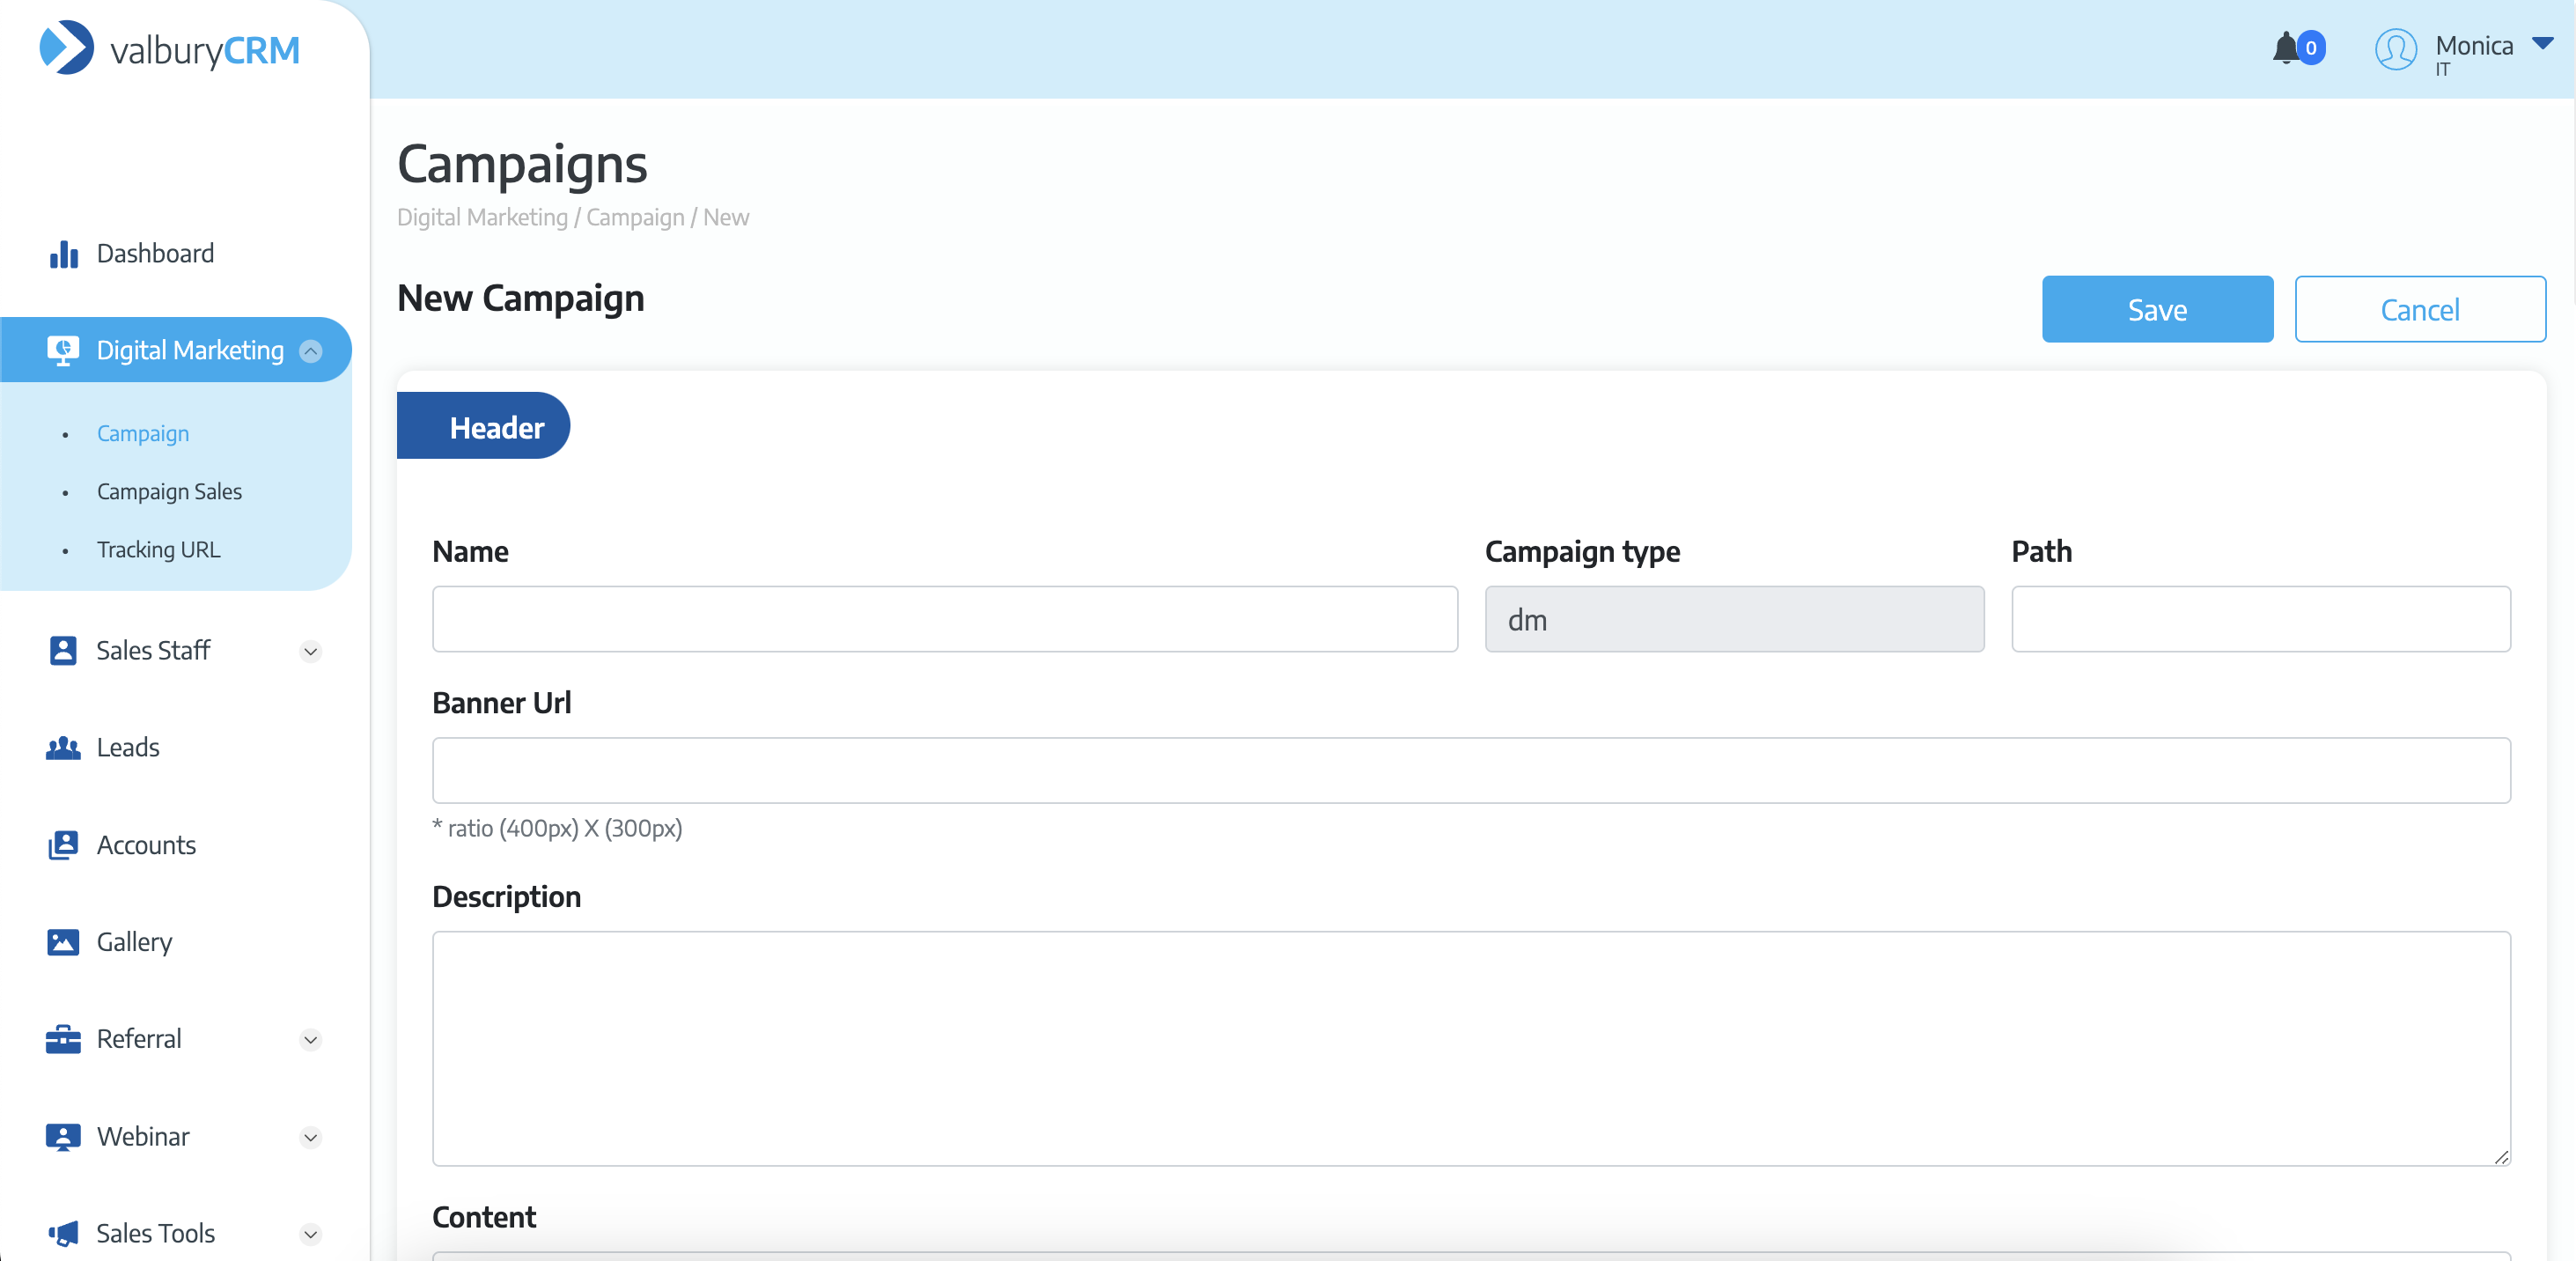 valburyCRM
0
Monica
IT
Campaigns
Digital Marketing / Campaign / New
New Campaign
Save
Cancel
Dashboard
Digital Marketing
• Campaign
• Campaign Sales
• Tracking URL
Sales Staff
Leads
Accounts
Gallery
Referral
Webinar
Sales Tools
Header
Name
Campaign type
Path
dm
Banner Url
* ratio (400px) X (300px)
Description
Content